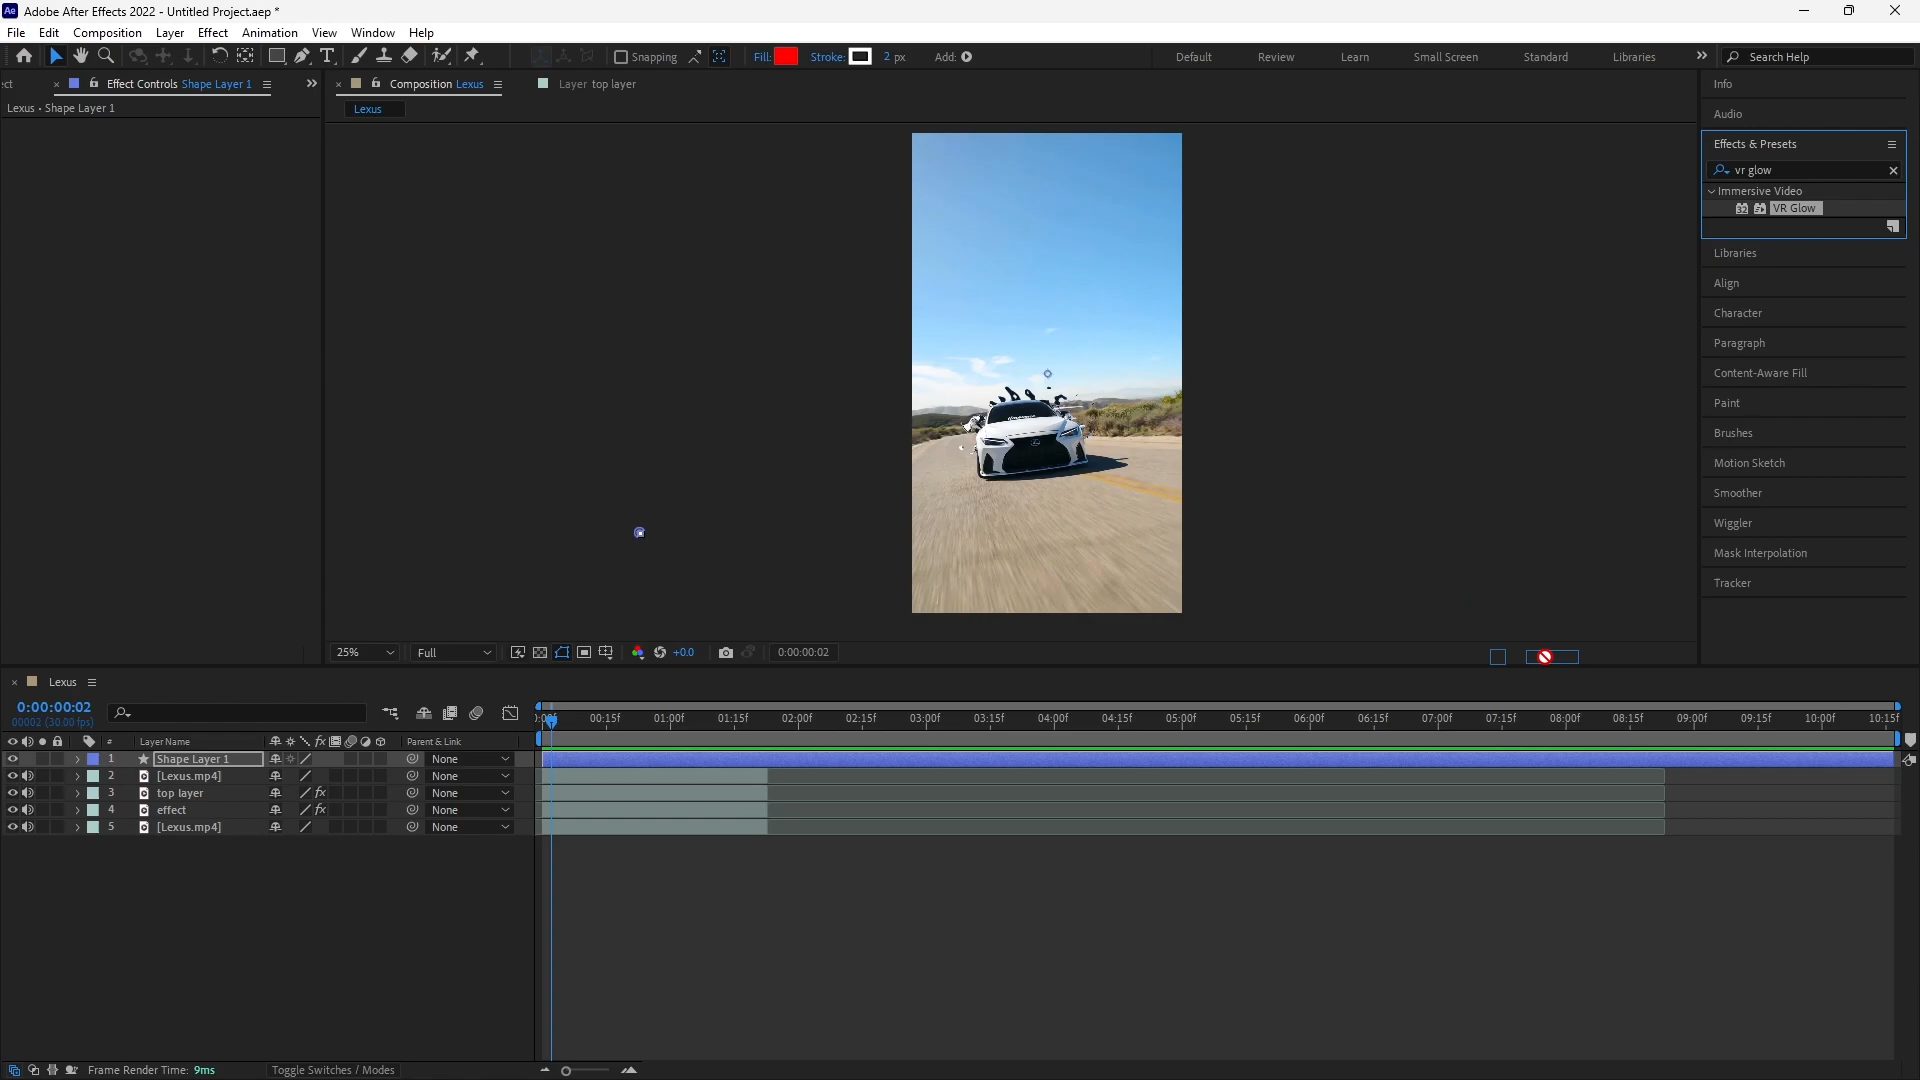 Adobe After Effects 2022 - Untitled Project.aep *
File Edit Composition Layer Effect Animation View Window Help
Snapping Fill: Stroke: 2 px Add: Default Review Learn Small Screen Standard Libraries Search Help
ect × Effect Controls Shape Layer 1 × Composition Lexus Layer top layer Info
Lexus • Shape Layer 1 Lexus
Audio
Effects & Presets
vr glow
Immersive Video
VR Glow
Libraries
Align
Character
Paragraph
Content-Aware Fill
Paint
Brushes
Motion Sketch
Smoother
Wiggler
Mask Interpolation
Tracker
25% Full +0.0 0:00:00:02
× Lexus
0:00:00:02
00002 (30.00 fps)
00:15f 01:00f 01:15f 02:00f 02:15f 03:00f 03:15f 04:00f 04:15f 05:00f 05:15f 06:00f 06:15f 07:00f 07:15f 08:00f 08:15f 09:00f 09:15f 10:00f 10:15f
# Layer Name fx Parent & Link
1 Shape Layer 1 None
2 [Lexus.mp4] None
3 top layer fx None
4 effect fx None
5 [Lexus.mp4] None
Frame Render Time: 9ms Toggle Switches / Modes